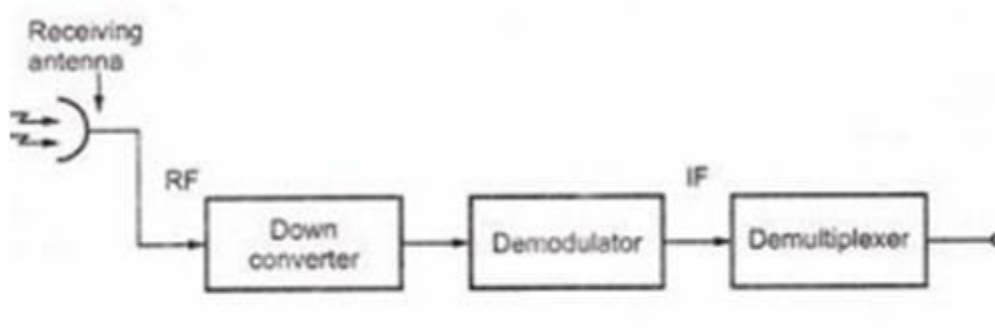 Receiving
antenna
RF
IF
Down
converter
Demodulator
Demultiplexer